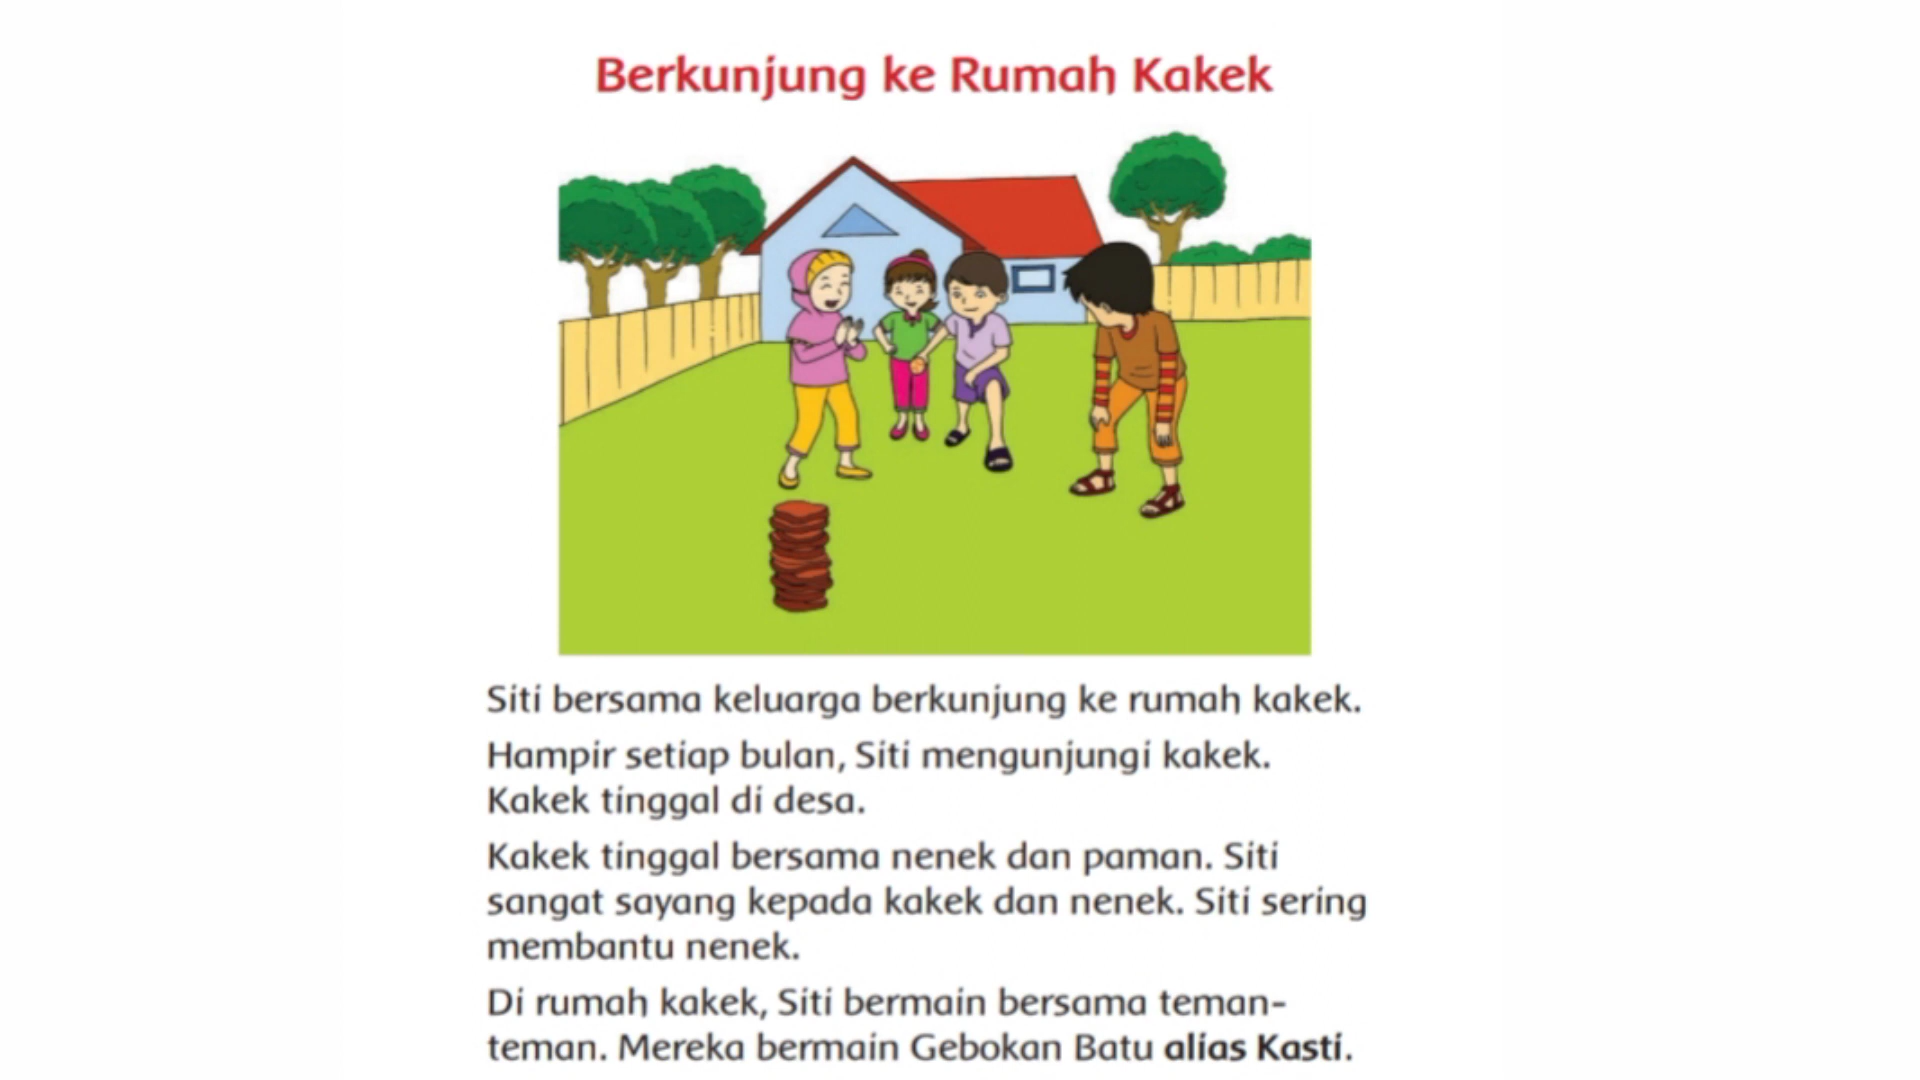 Berkunjung ke Rumah Kakek
Siti bersama keluarga berkunjung ke rumah kakek.
Hampir setiap bulan, Siti mengunjungi kakek.
Kakek tinggal di desa.
Kakek tinggal bersama nenek dan paman. Siti
sangat sayang kepada kakek dan nenek. Siti sering
membantu nenek.
Di rumah kakek, Siti bermain bersama teman-
teman. Mereka bermain Gebokan Batu alias Kasti.